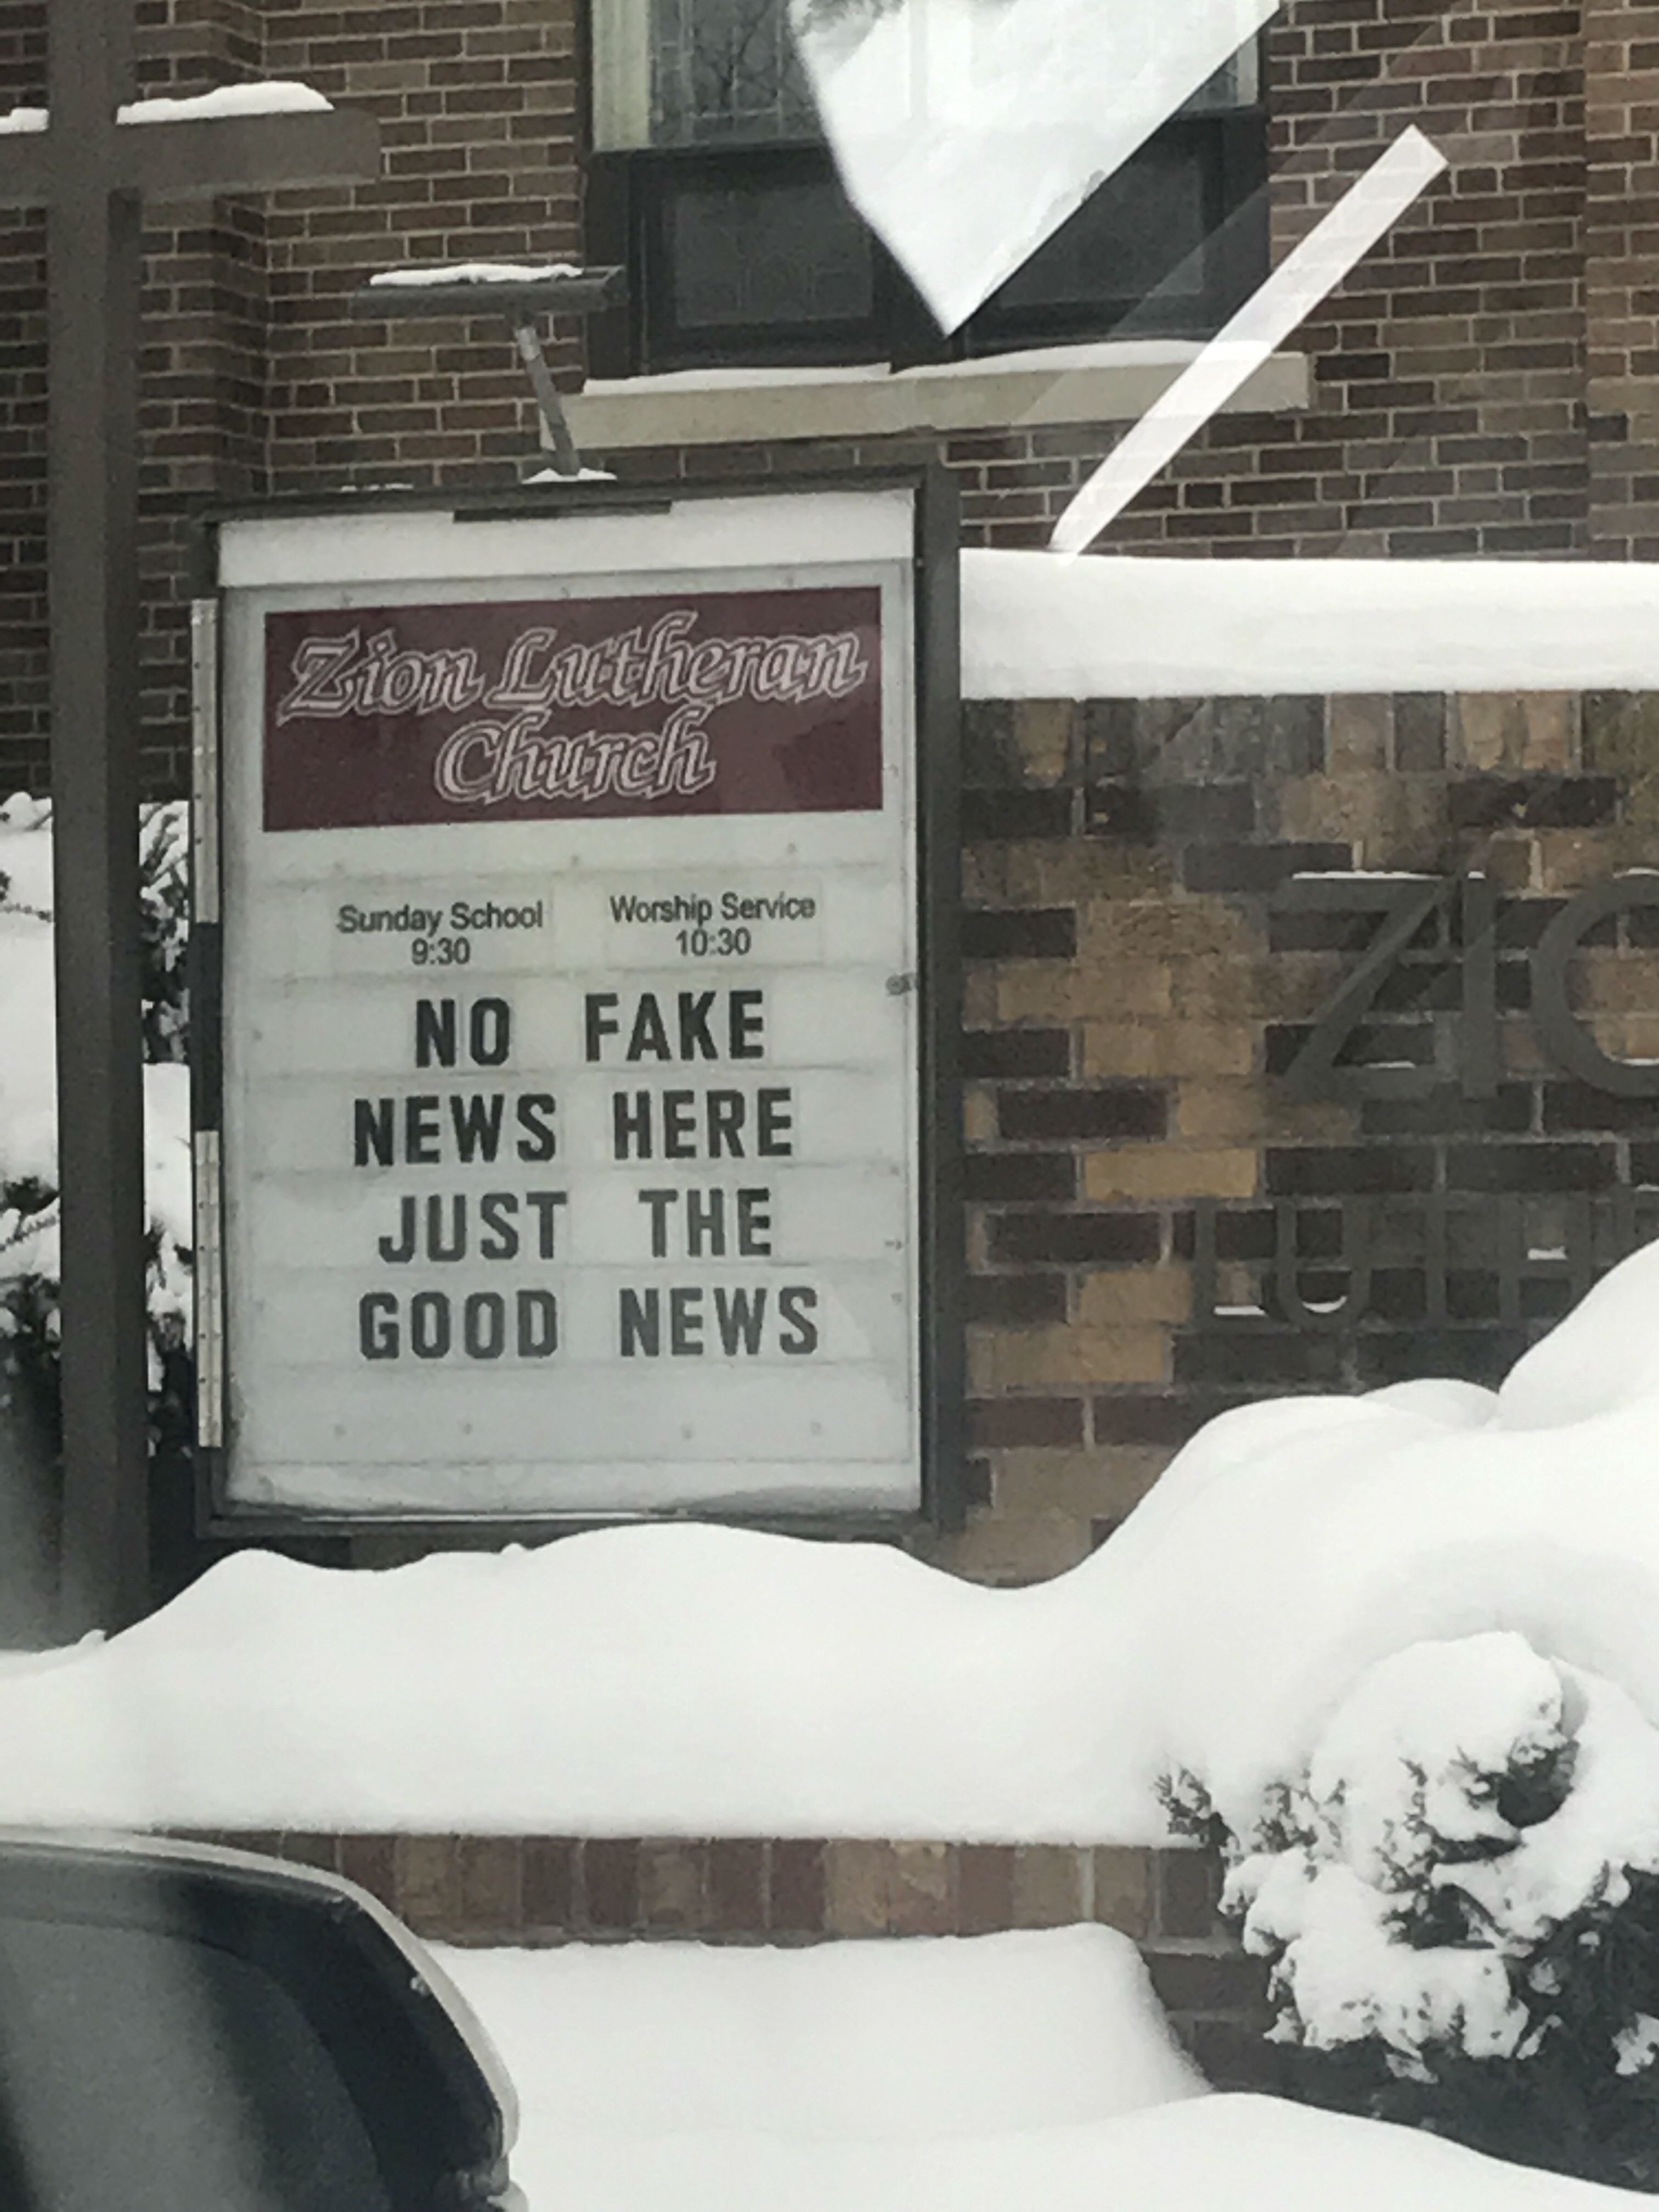 Zion Lutheran
Church
Sunday School
9:30
Worship Service
10:30
NO FAKE
NEWS HERE
JUST THE
GOOD NEWS